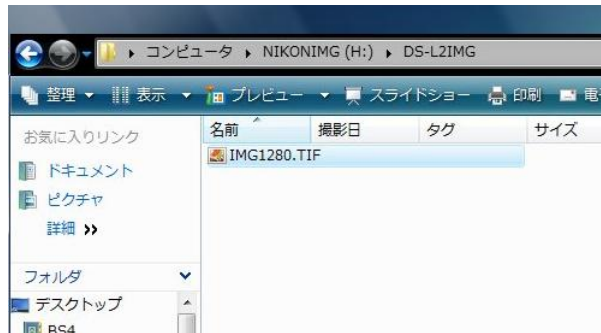 コンピュータ ▸ NIKONIMG (H:) ▸ DS-L2IMG
整理 表示 プレビュー スライドショー 印刷
お気に入りリンク
名前 撮影日 タグ サイズ
IMG1280.TIF
ドキュメント
ピクチャ
詳細 »
フォルダ
デスクトップ
BS4